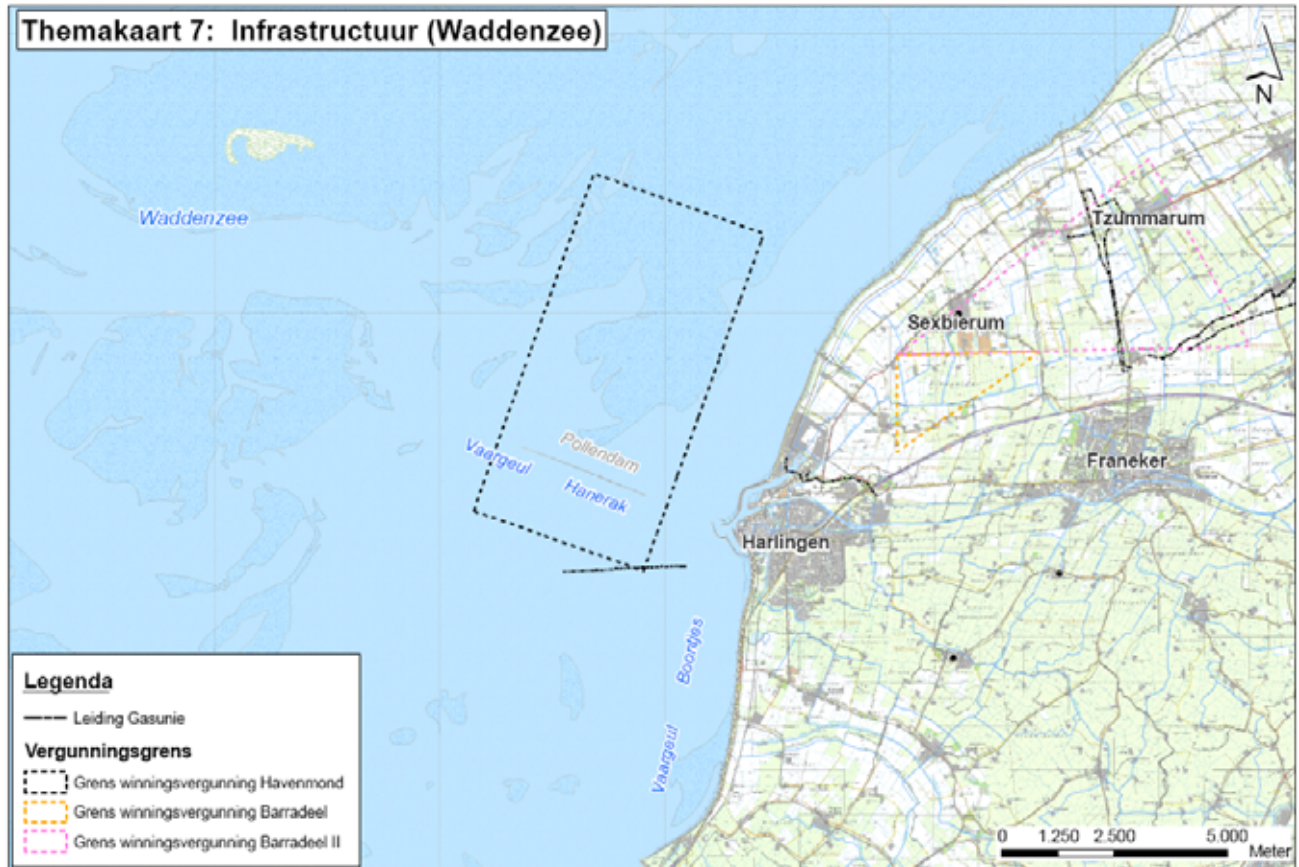 Themakaart 7: Infrastructuur (Waddenzee)
N
Waddenzee
Tzummarum
Sexbierum
Pollendam
Vaargeul
Hanerak
Franeker
Harlingen
Boontjes
Vaargeul
Legenda
Leiding Gasunie
Vergunningsgrens
Grens winningsvergunning Havenmond
Grens winningsvergunning Barradeel
Grens winningsvergunning Barradeel II
0 1.250 2.500 5.000
Meter